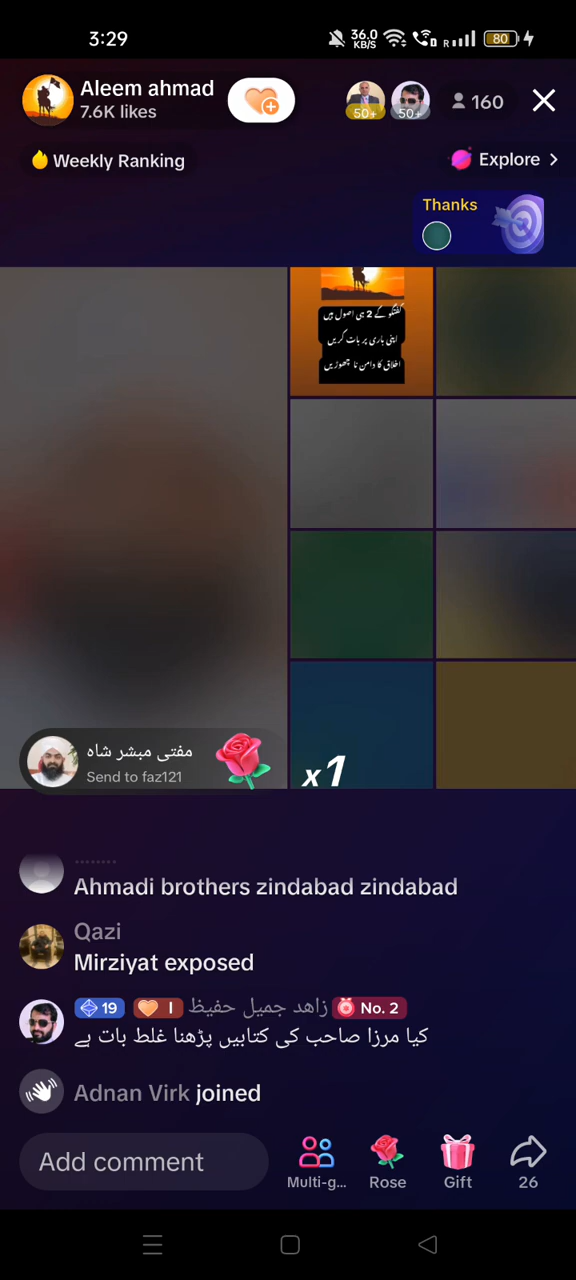 3:29
36.0
KB/S
R
80
Aleem ahmad
7.6K likes
50+
50+
160
Weekly Ranking
Explore >
Thanks
گفتگو کے 2 ہی اصول ہیں
اپنی باری پر بات کریں
اخلاق کا دامن نا چھوڑیں
مفتی مبشر شاہ
Send to faz121
x1
........
Ahmadi brothers zindabad zindabad
Qazi
Mirziyat exposed
19 I زاهد جميل حفيظ No. 2
کیا مرزا صاحب کی کتابیں پڑھنا غلط بات ہے
Adnan Virk joined
Add comment
Multi-g...
Rose
Gift
26